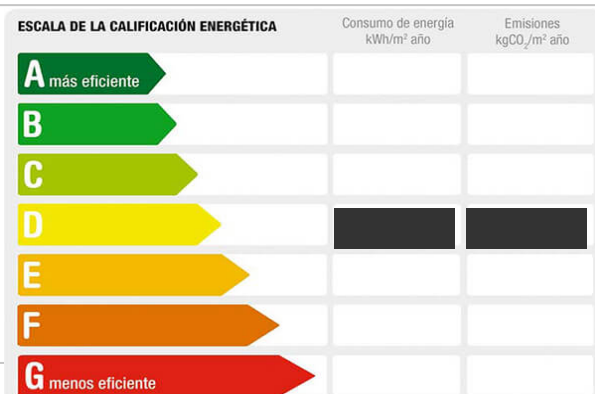 ESCALA DE LA CALIFICACIÓN ENERGÉTICA
Consumo de energía
kWh/m² año
Emisiones
kgCO₂/m² año
A más eficiente
B
C
D
E
F
G menos eficiente